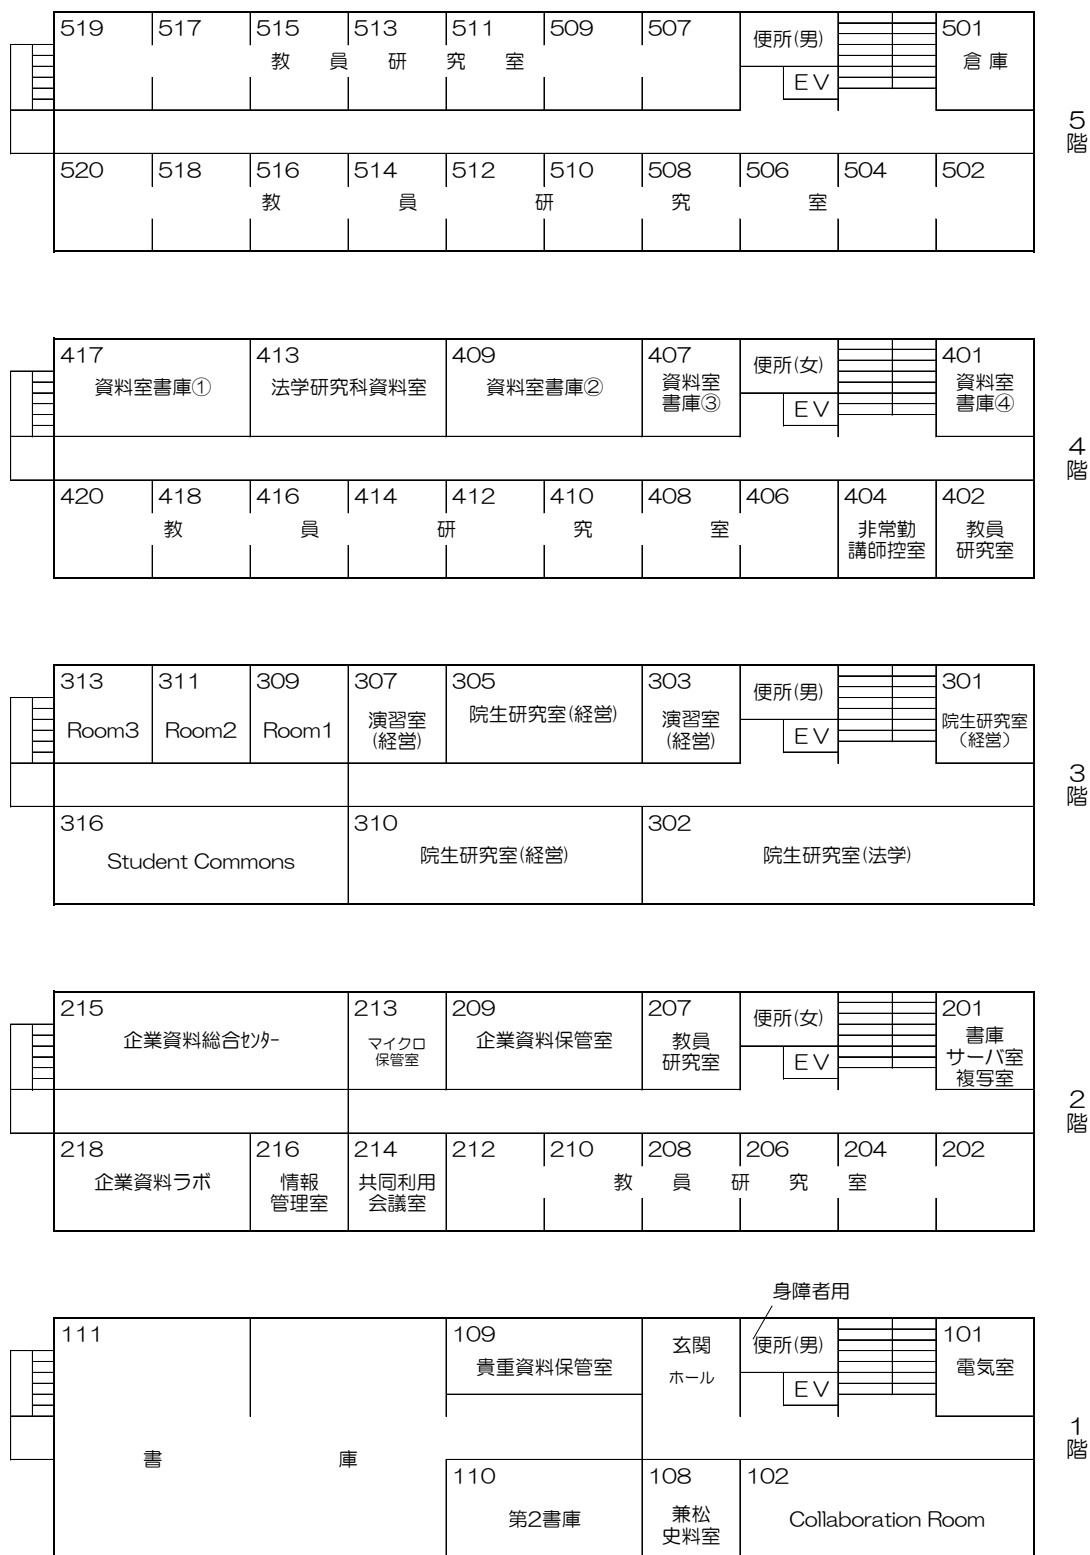 519 517 515 513 511 509 507 便所(男) 501
教 員 研 究 室 倉 庫
EV
5階
520 518 516 514 512 510 508 506 504 502
教 員 研 究 室
417 413 409 407 便所(女) 401
資料室書庫① 法学研究科資料室 資料室書庫② 資料室 資料室
書庫③ EV 書庫④
4階
420 418 416 414 412 410 408 406 404 402
教 員 研 究 室 非常勤 教員
講師控室 研究室
313 311 309 307 305 303 便所(男) 301
Room3 Room2 Room1 演習室 院生研究室(経営) 演習室 院生研究室
(経営) (経営) EV (経営)
3階
316 310 302
Student Commons 院生研究室(経営) 院生研究室(法学)
215 213 209 207 便所(女) 201
企業資料総合ｾﾝﾀｰ マイクロ 企業資料保管室 教員 書庫
保管室 研究室 EV サーバ室
複写室
2階
218 216 214 212 210 208 206 204 202
企業資料ラボ 情報 共同利用 教 員 研 究 室
管理室 会議室
身障者用
111 109 玄関 便所(男) 101
貴重資料保管室 ホール EV 電気室
1階
書 庫
110 108 102
第2書庫 兼松 Collaboration Room
史料室